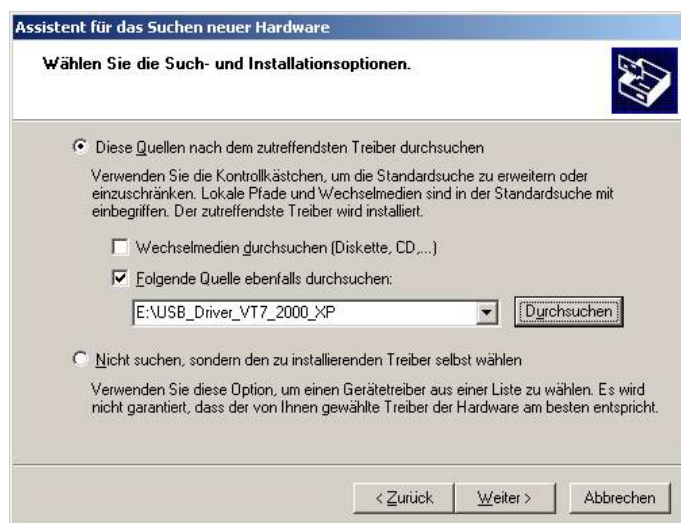 Assistent für das Suchen neuer Hardware
Wählen Sie die Such- und Installationsoptionen.
Diese Quellen nach dem zutreffendsten Treiber durchsuchen
Verwenden Sie die Kontrollkästchen, um die Standardsuche zu erweitern oder
einzuschränken. Lokale Pfade und Wechselmedien sind in der Standardsuche mit
einbegriffen. Der zutreffendste Treiber wird installiert.
Wechselmedien durchsuchen (Diskette, CD,...)
Folgende Quelle ebenfalls durchsuchen:
E:\USB_Driver_VT7_2000_XP Durchsuchen
Nicht suchen, sondern den zu installierenden Treiber selbst wählen
Verwenden Sie diese Option, um einen Gerätetreiber aus einer Liste zu wählen. Es wird
nicht garantiert, dass der von Ihnen gewählte Treiber der Hardware am besten entspricht.
< Zurück Weiter > Abbrechen